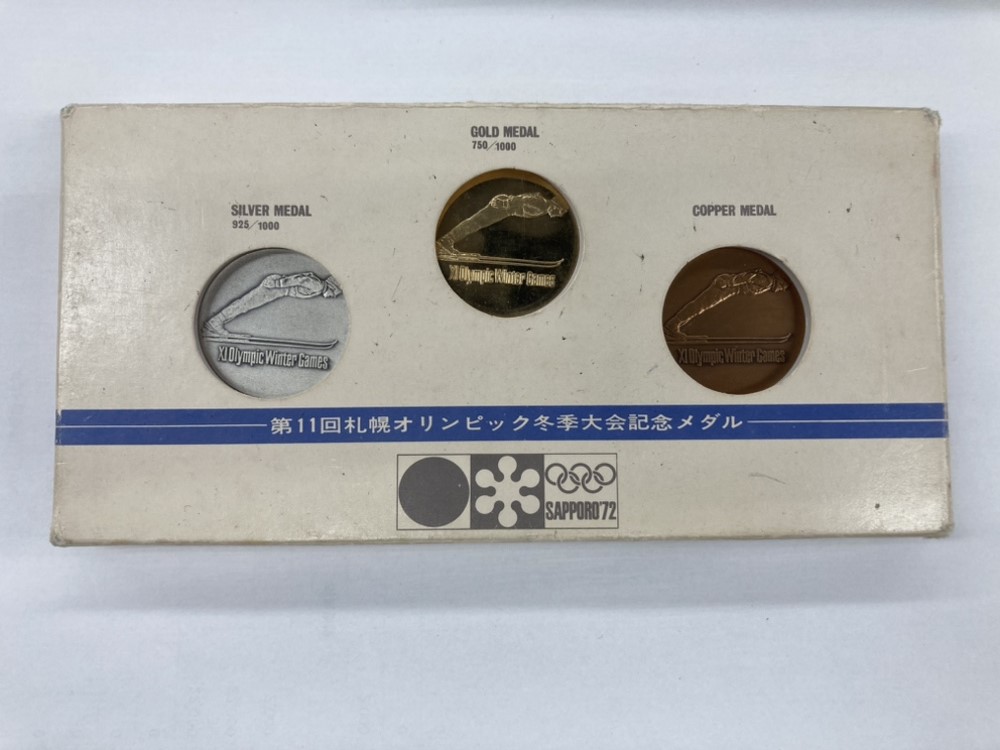 GOLD MEDAL
750/1000
SILVER MEDAL
925/1000
COPPER MEDAL
XI Olympic Winter Games
XI Olympic Winter Games
XI Olympic Winter Games
第11回札幌オリンピック冬季大会記念メダル
SAPPORO'72